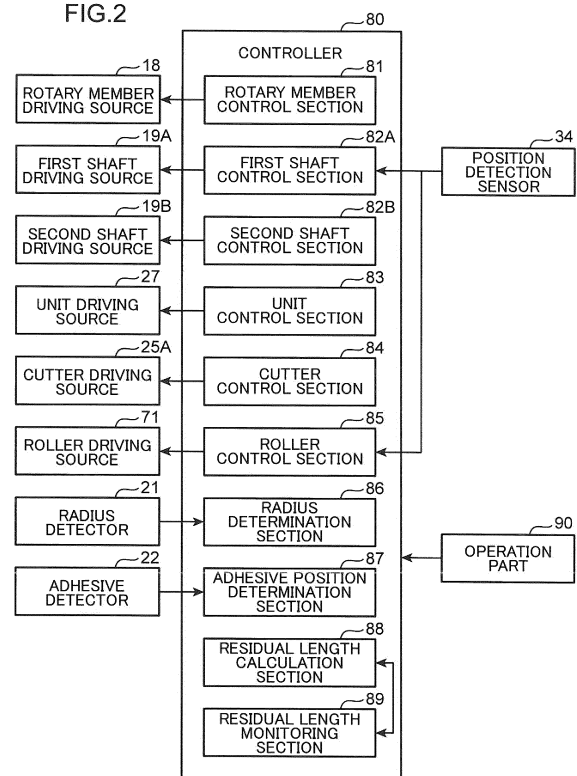 FIG.2
80
CONTROLLER
18
ROTARY MEMBER
DRIVING SOURCE
81
ROTARY MEMBER
CONTROL SECTION
19A
FIRST SHAFT
DRIVING SOURCE
82A
FIRST SHAFT
CONTROL SECTION
34
POSITION
DETECTION
SENSOR
19B
SECOND SHAFT
DRIVING SOURCE
82B
SECOND SHAFT
CONTROL SECTION
27
UNIT DRIVING
SOURCE
83
UNIT
CONTROL SECTION
25A
CUTTER DRIVING
SOURCE
84
CUTTER
CONTROL SECTION
71
ROLLER DRIVING
SOURCE
85
ROLLER
CONTROL SECTION
21
RADIUS
DETECTOR
86
RADIUS
DETERMINATION
SECTION
90
OPERATION
PART
22
ADHESIVE
DETECTOR
87
ADHESIVE POSITION
DETERMINATION
SECTION
88
RESIDUAL LENGTH
CALCULATION
SECTION
89
RESIDUAL LENGTH
MONITORING
SECTION